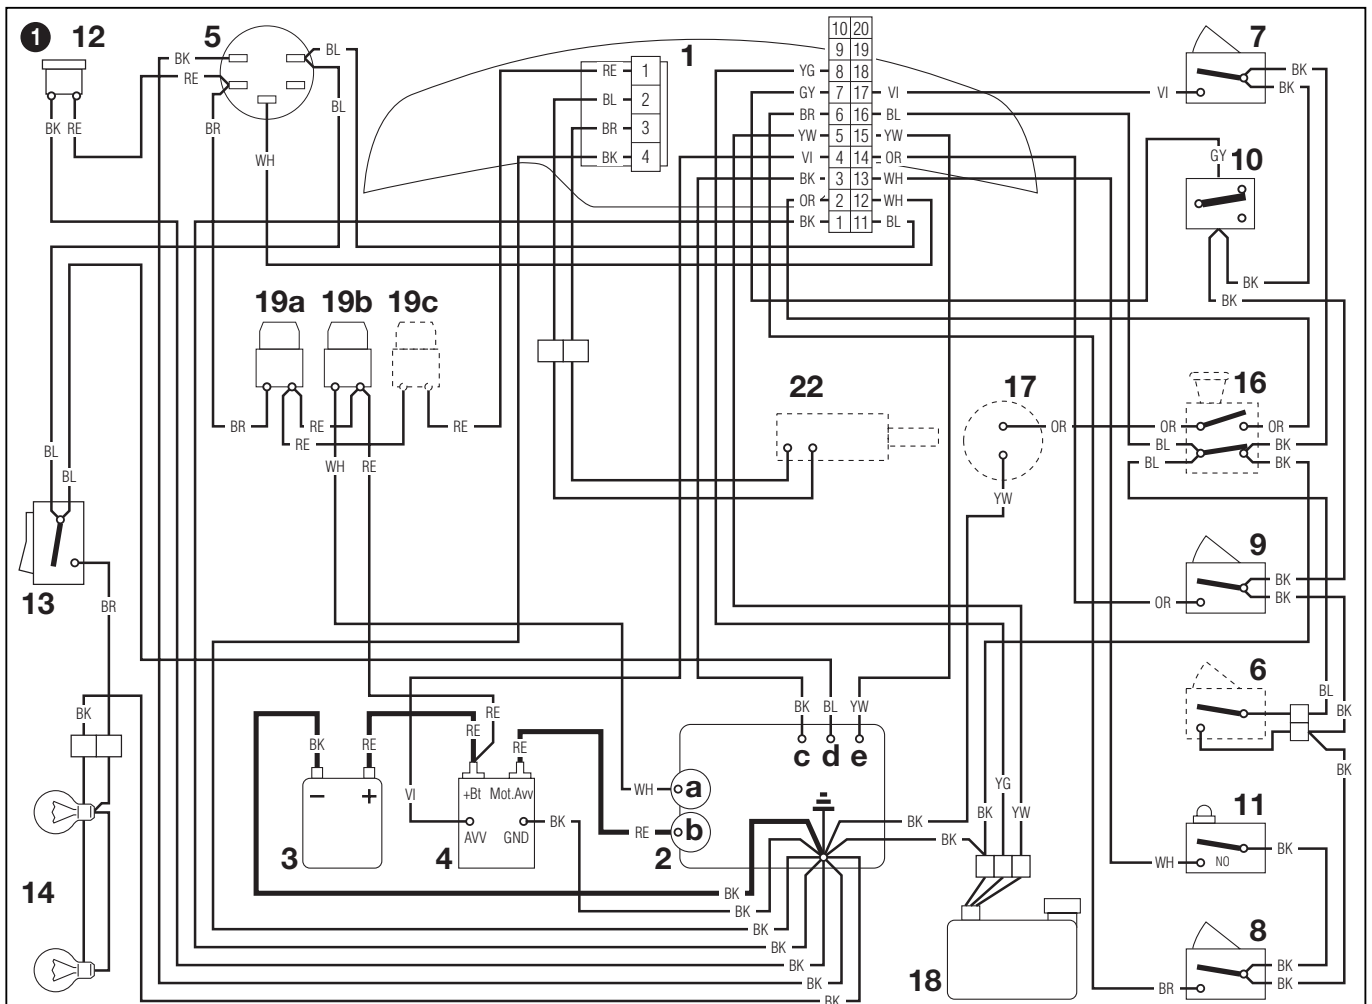 1 12 5 1 7
10 20
9 19
YG 8 18
GY 7 17 VI VI
BR 6 16 BL
YW 5 15 YW
VI 4 14 OR
BK 3 13 WH
OR 2 12 WH
BK 1 11 BL
RE 1
BL 2
BR 3
BK 4
BK BL
RE BL
BK RE BR WH
BK
BK
10
GY
BK
BK
19a 19b 19c
22 17 16
BR RE RE RE
WH RE
OR OR OR
BL BK
BL BK
YW
BL BL
13
BR
9
BK
BK
OR
6
BL BK
BK
BK
BK RE RE RE RE
BK BL YW
c d e
− +
+Bt Mot.Avv
AVV GND
VI BK
WH a
RE b
3 4 2
BK
BK
YG
BK YW
11
BK
WH NO
14
BK
BK
BK
BK
BK
BK
BK
18
8
BK
BK
BR